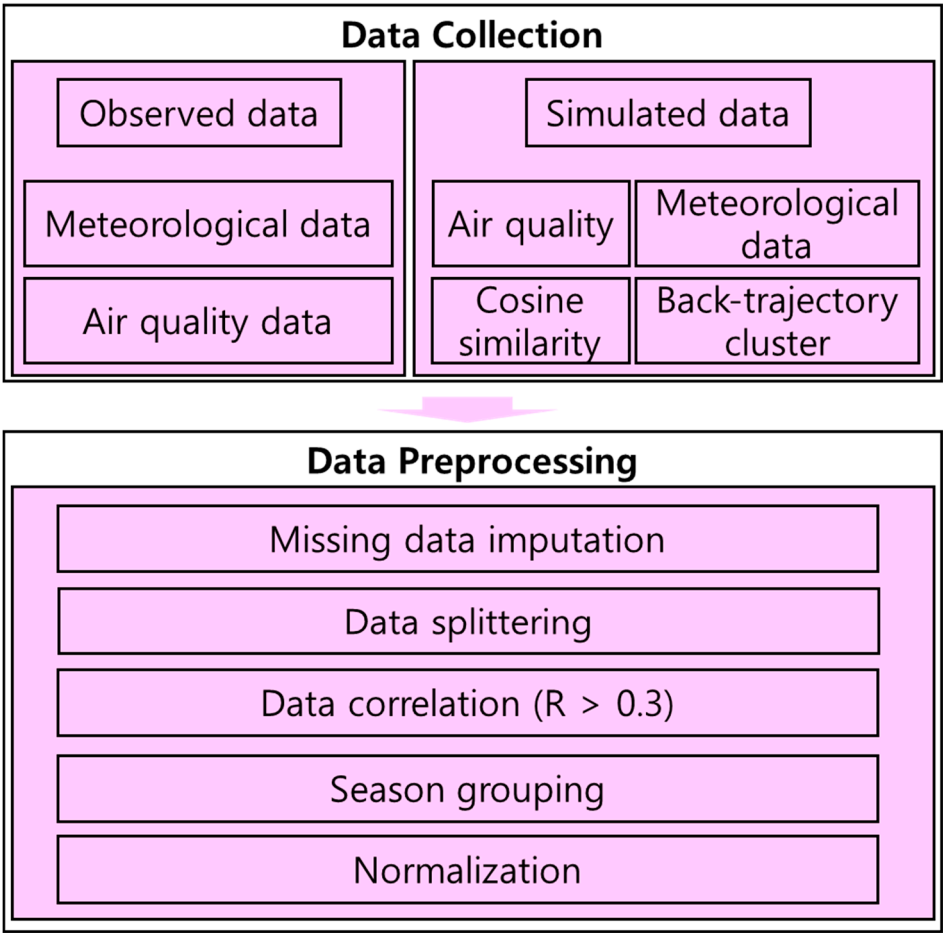 Data Collection
Observed data
Simulated data
Meteorological data
Air quality data
Air quality
Meteorological
data
Cosine
similarity
Back-trajectory
cluster
Data Preprocessing
Missing data imputation
Data splittering
Data correlation (R > 0.3)
Season grouping
Normalization